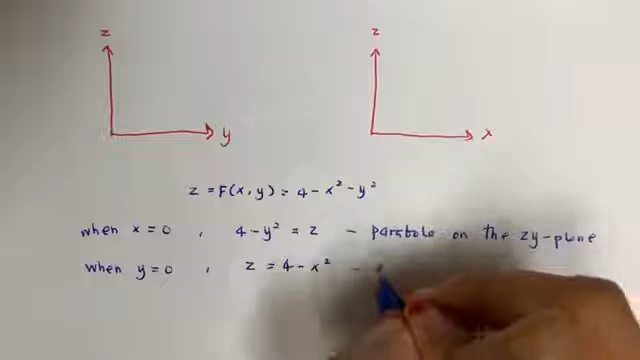 z z
y x
z = F(x,y) = 4 - x² - y²
when x = 0 , 4 - y² = z - parabola on the zy-plane
when y = 0 , z = 4 - x² -